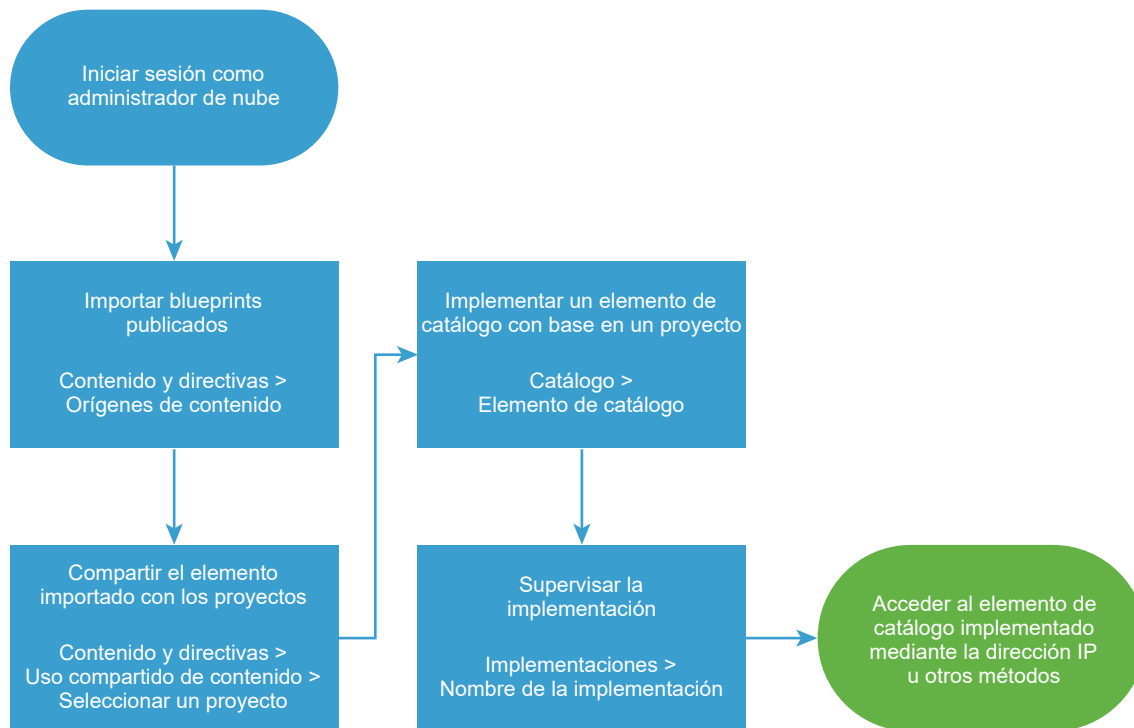 Iniciar sesión como
administrador de nube
Importar blueprints
publicados
Contenido y directivas >
Orígenes de contenido
Compartir el elemento
importado con los proyectos
Contenido y directivas >
Uso compartido de contenido >
Seleccionar un proyecto
Implementar un elemento de
catálogo con base en un proyecto
Catálogo >
Elemento de catálogo
Supervisar la
implementación
Implementaciones >
Nombre de la implementación
Acceder al elemento de
catálogo implementado
mediante la dirección IP
u otros métodos